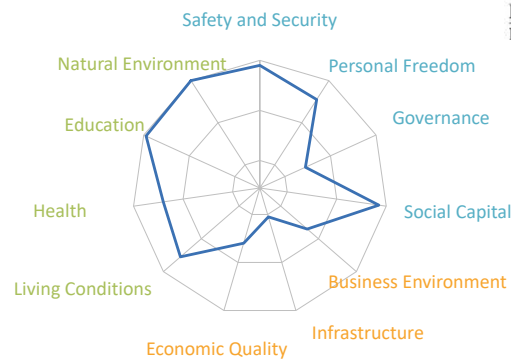 Safety and Security
Natural Environment
Personal Freedom
Education
Governance
Health
Social Capital
Living Conditions
Business Environment
Economic Quality
Infrastructure